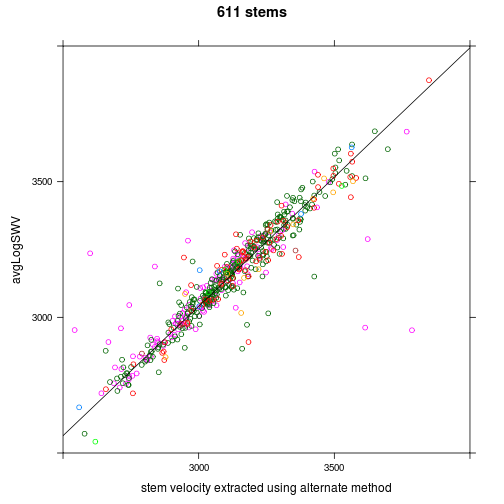 611 stems
3500
avgLogSWV
3000
3000 3500
stem velocity extracted using alternate method